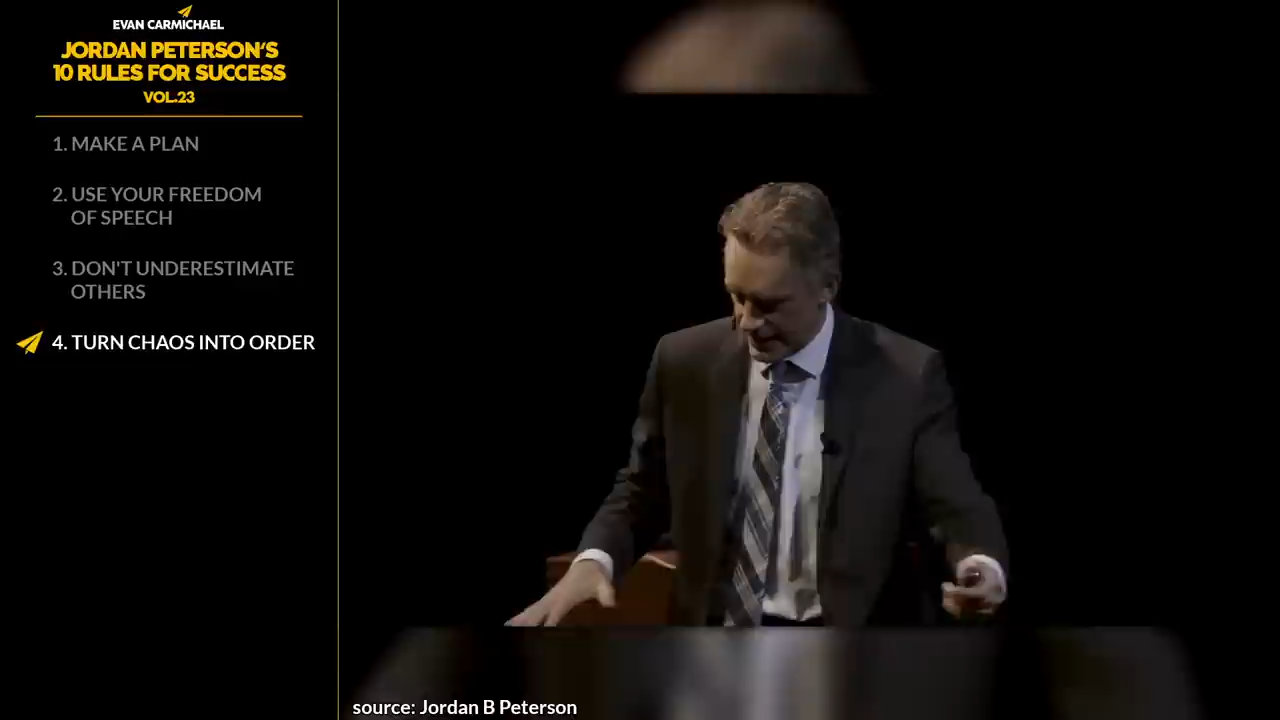 EVAN CARMICHAEL
JORDAN PETERSON'S
10 RULES FOR SUCCESS
VOL.23
1. MAKE A PLAN
2. USE YOUR FREEDOM
OF SPEECH
3. DON'T UNDERESTIMATE
OTHERS
4. TURN CHAOS INTO ORDER
source: Jordan B Peterson